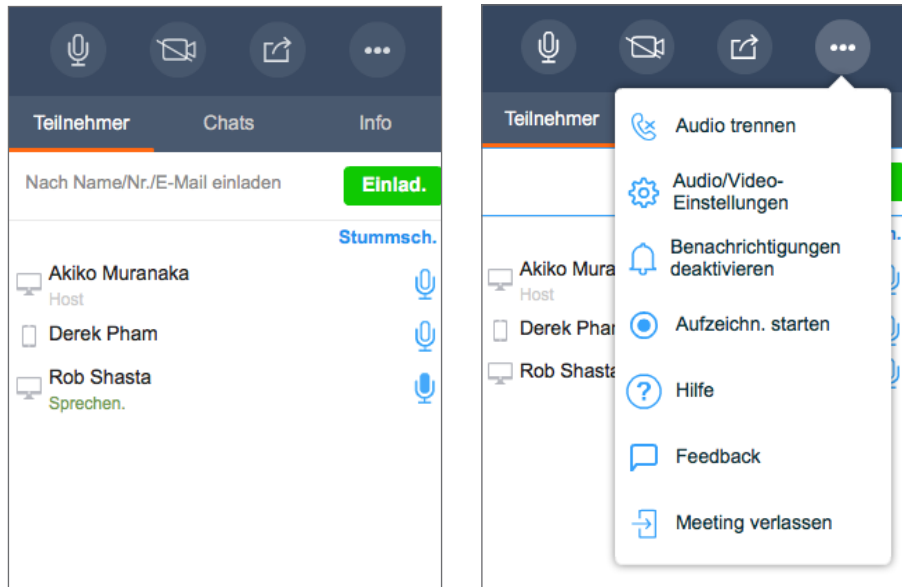 Teilnehmer Chats Info
Nach Name/Nr./E-Mail einladen Einlad.
Stummsch.
Akiko Muranaka
Host
Derek Pham
Rob Shasta
Sprechen.
Teilnehmer
Akiko Mura
Host
Derek Phar
Rob Shasta
Audio trennen
Audio/Video-
Einstellungen
Benachrichtigungen
deaktivieren
Aufzeichn. starten
Hilfe
Feedback
Meeting verlassen